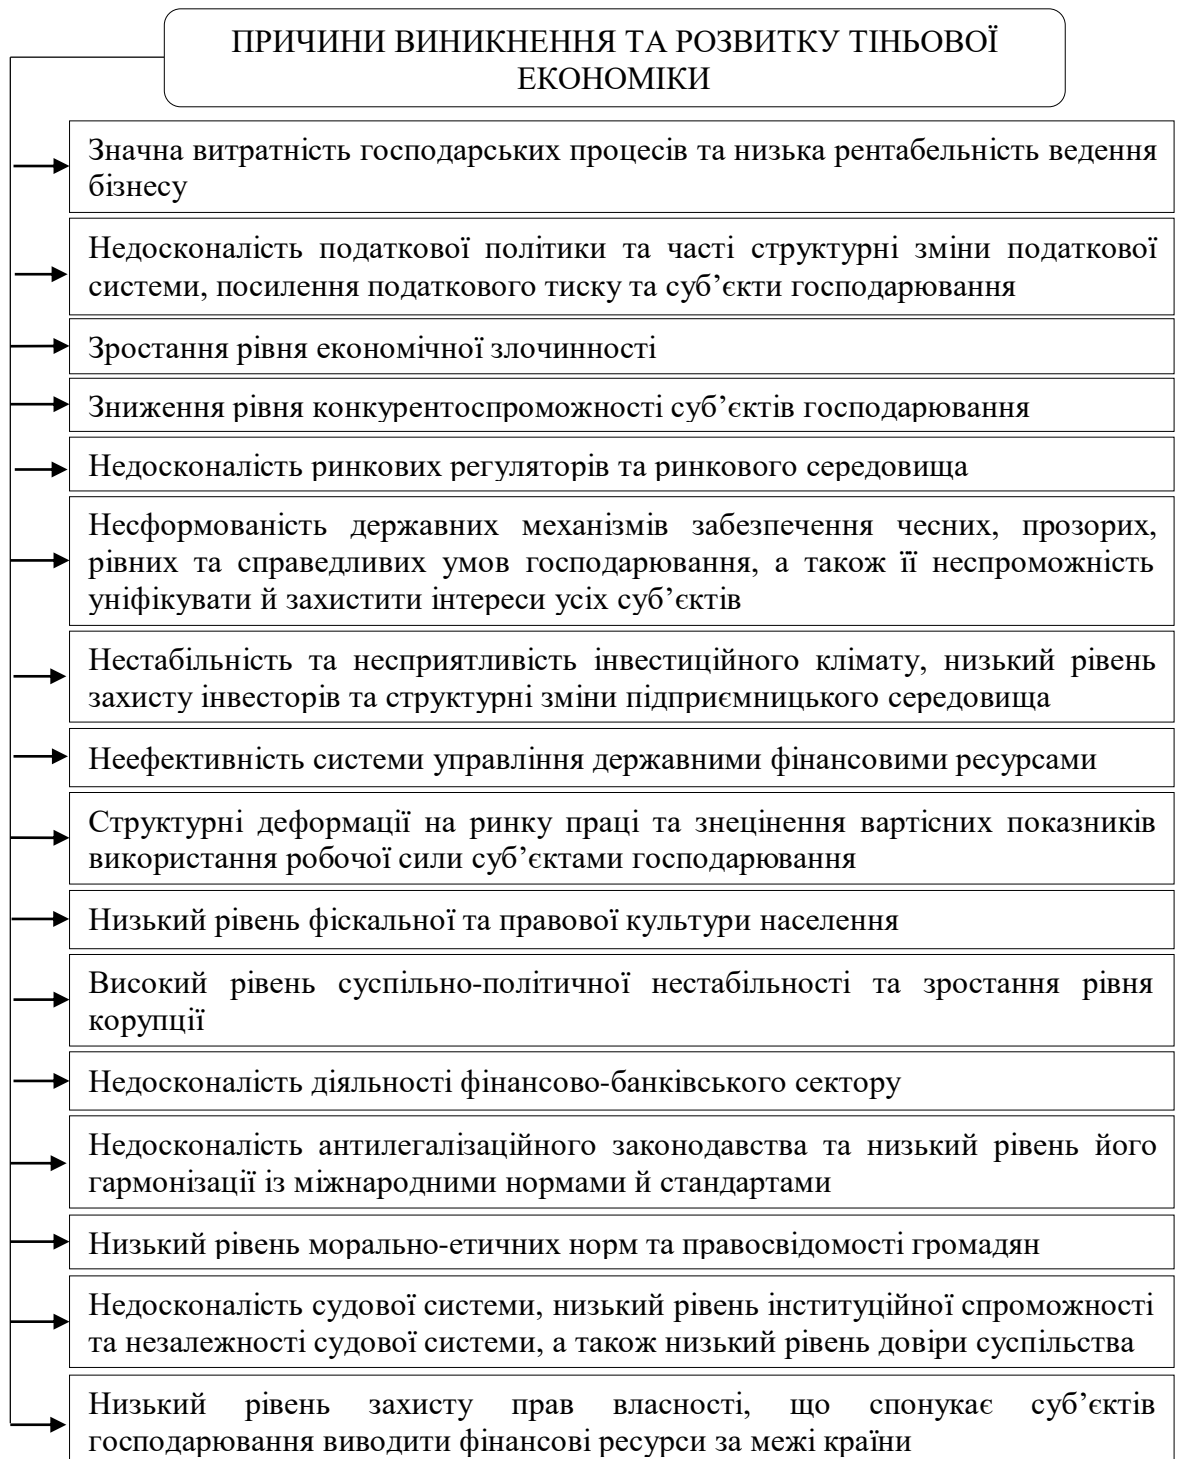 ПРИЧИНИ ВИНИКНЕННЯ ТА РОЗВИТКУ ТІНЬОВОЇ
ЕКОНОМІКИ
Значна витратність господарських процесів та низька рентабельність ведення
бізнесу
Недосконалість податкової політики та часті структурні зміни податкової
системи, посилення податкового тиску та суб’єкти господарювання
Зростання рівня економічної злочинності
Зниження рівня конкурентоспроможності суб’єктів господарювання
Недосконалість ринкових регуляторів та ринкового середовища
Несформованість державних механізмів забезпечення чесних, прозорих,
рівних та справедливих умов господарювання, а також її неспроможність
уніфікувати й захистити інтереси усіх суб’єктів
Нестабільність та несприятливість інвестиційного клімату, низький рівень
захисту інвесторів та структурні зміни підприємницького середовища
Неефективність системи управління державними фінансовими ресурсами
Структурні деформації на ринку праці та знецінення вартісних показників
використання робочої сили суб’єктами господарювання
Низький рівень фіскальної та правової культури населення
Високий рівень суспільно-політичної нестабільності та зростання рівня
корупції
Недосконалість діяльності фінансово-банківського сектору
Недосконалість антилегалізаційного законодавства та низький рівень його
гармонізації із міжнародними нормами й стандартами
Низький рівень морально-етичних норм та правосвідомості громадян
Недосконалість судової системи, низький рівень інституційної спроможності
та незалежності судової системи, а також низький рівень довіри суспільства
Низький рівень захисту прав власності, що спонукає суб’єктів
господарювання виводити фінансові ресурси за межі країни